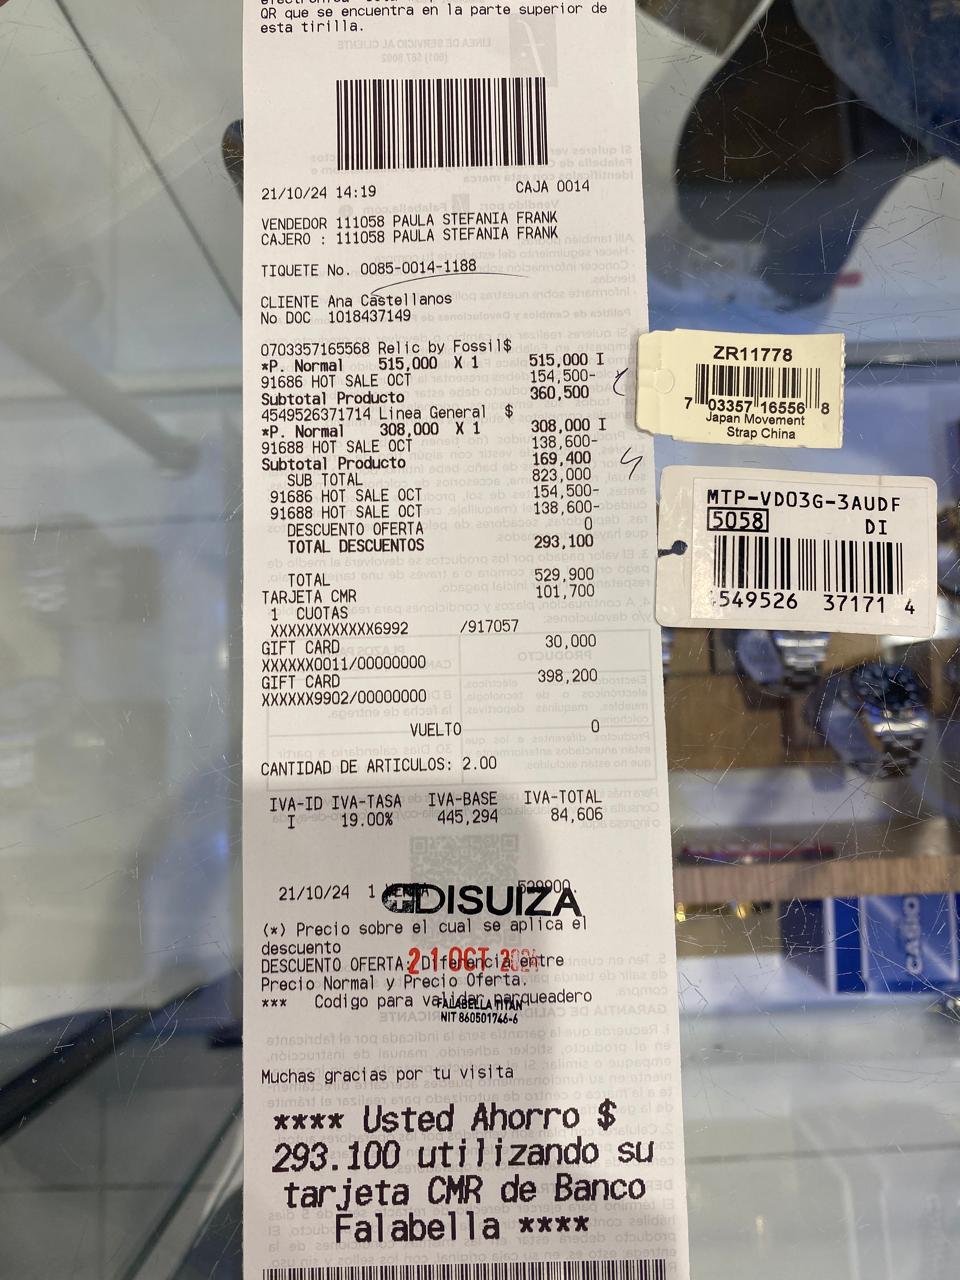 QR que se encuentra en la parte superior de
esta tirilla.
21/10/24 14:19 CAJA 0014
VENDEDOR 111058 PAULA STEFANIA FRANK
CAJERO : 111058 PAULA STEFANIA FRANK
TIQUETE No. 0085-0014-1188
CLIENTE Ana Castellanos
No DOC 1018437149
0703357165568 Relic by Fossil$
*P. Normal 515,000 X 1 515,000 I
91686 HOT SALE OCT 154,500-
Subtotal Producto 360,500
4549526371714 Linea General $
*P. Normal 308,000 X 1 308,000 I
91688 HOT SALE OCT 138,600-
Subtotal Producto 169,400
SUB TOTAL 823,000
91686 HOT SALE OCT 154,500-
91688 HOT SALE OCT 138,600-
DESCUENTO OFERTA 0
TOTAL DESCUENTOS 293,100
TOTAL 529,900
TARJETA CMR 101,700
1 CUOTAS
XXXXXXXXXXXX6992 /917057
GIFT CARD 30,000
XXXXXX0011/00000000
GIFT CARD 398,200
XXXXXX9902/00000000
VUELTO 0
CANTIDAD DE ARTICULOS: 2.00
IVA-ID IVA-TASA IVA-BASE IVA-TOTAL
I 19.00% 445,294 84,606
21/10/24 1 529900.
DISUIZA
(*) Precio sobre el cual se aplica el
descuento
DESCUENTO OFERTA: Diferencia entre
21 OCT 2024
Precio Normal y Precio Oferta.
*** Codigo para validar parqueadero
FALABELLA TITAN
NIT 860501746-6
Muchas gracias por tu visita
**** Usted Ahorro $
293.100 utilizando su
tarjeta CMR de Banco
Falabella ****
ZR11778
7 03357 16556 8
Japan Movement
Strap China
MTP-VD03G-3AUDF
5058 DI
549526 37171 4
CASIO